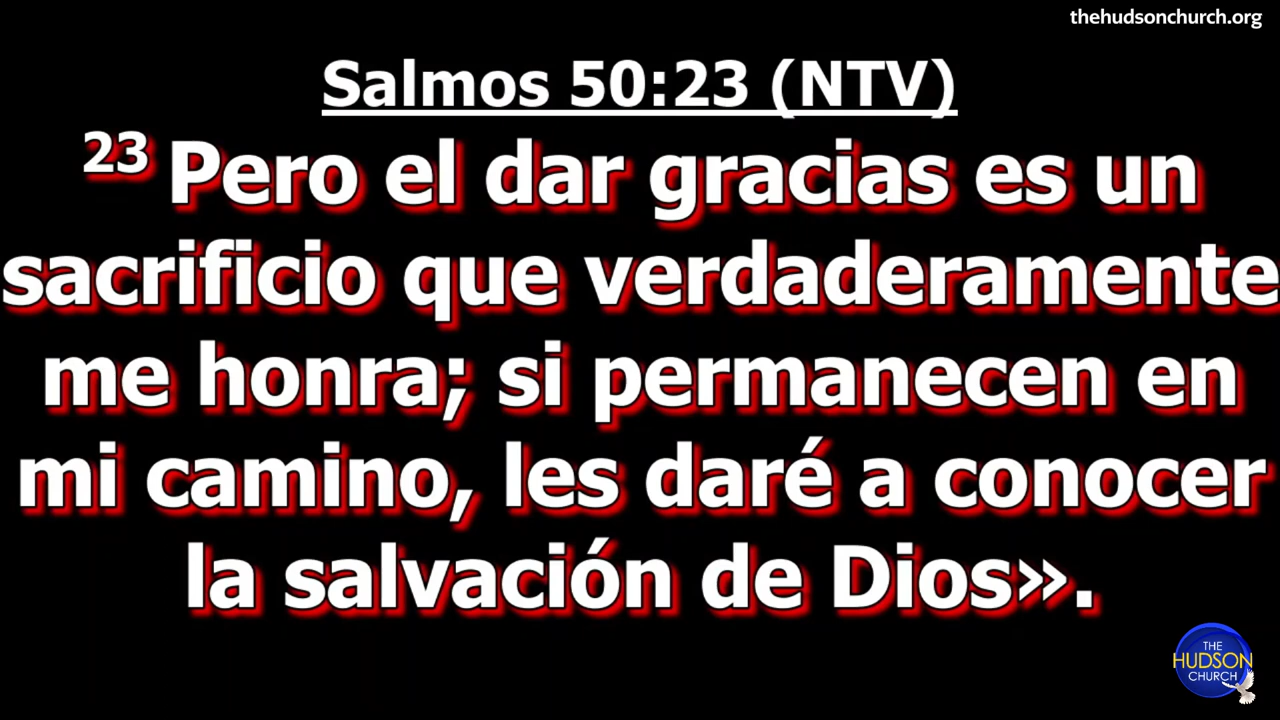 thehudsonchurch.org
Salmos 50:23 (NTV)
23 Pero el dar gracias es un
sacrificio que verdaderamente
me honra; si permanecen en
mi camino, les daré a conocer
la salvación de Dios».
THE
HUDSON
CHURCH